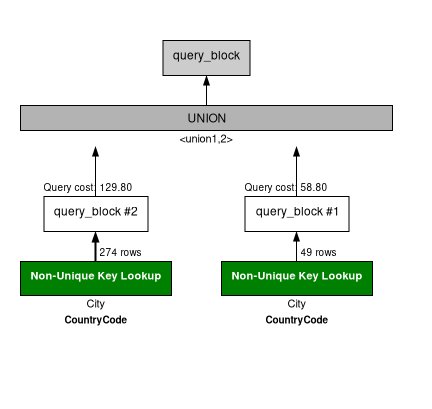 query_block
UNION
<union1,2>
Query cost: 129.80
Query cost: 58.80
query_block #2
query_block #1
274 rows
49 rows
Non-Unique Key Lookup
Non-Unique Key Lookup
City
City
CountryCode
CountryCode